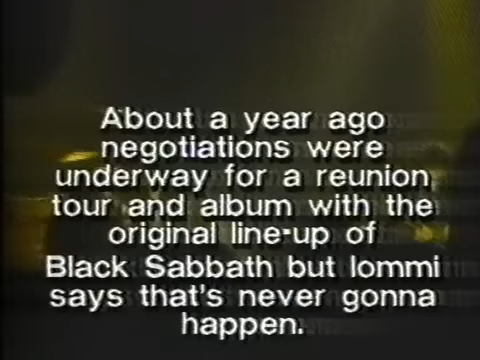 About a year ago
negotiations were
underway for a reunion
tour and album with the
original line-up of
Black Sabbath but Iommi
says that's never gonna
happen.